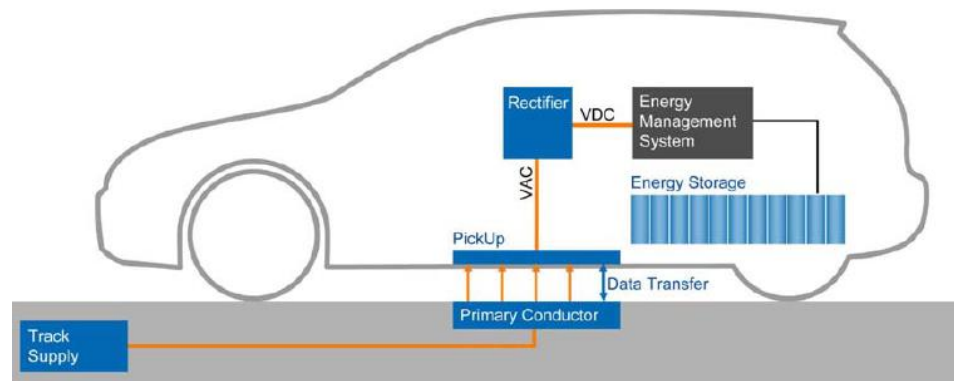 Rectifier
VDC
Energy
Management
System
VAC
Energy Storage
PickUp
Data Transfer
Primary Conductor
Track
Supply